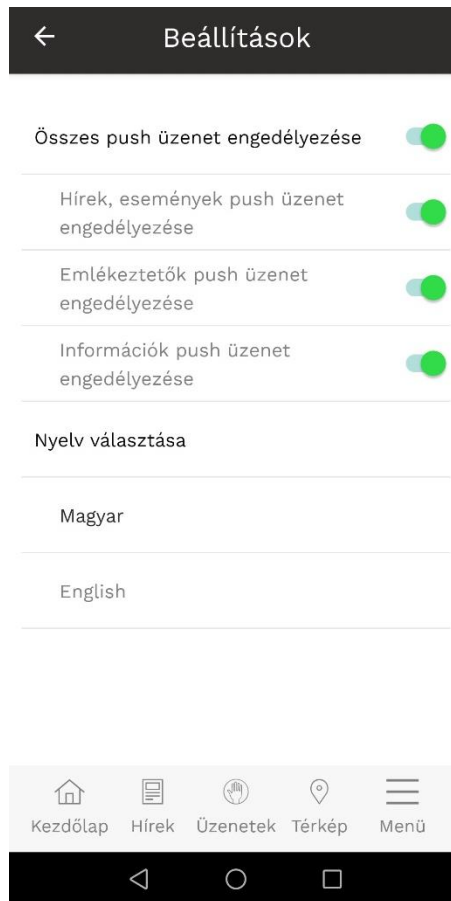 Beállítások
Összes push üzenet engedélyezése
Hírek, események push üzenet
engedélyezése
Emlékeztetők push üzenet
engedélyezése
Információk push üzenet
engedélyezése
Nyelv választása
Magyar
English
Kezdőlap Hírek Üzenetek Térkép Menü